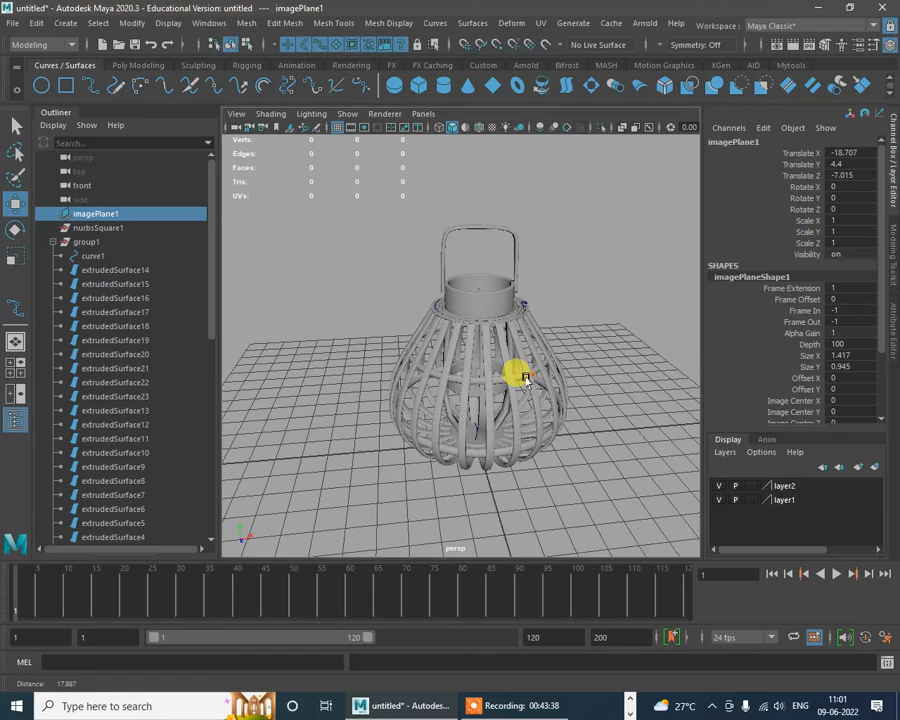 untitled* - Autodesk Maya 2020.3 - Educational Version: untitled --- imagePlane1
File Edit Create Select Modify Display Windows Mesh Edit Mesh Mesh Tools Mesh Display Curves Surfaces Deform UV Generate Cache Arnold Help Workspace : Maya Classic*
Modeling No Live Surface Symmetry: Off
Curves / Surfaces Poly Modeling Sculpting Rigging Animation Rendering FX FX Caching Custom Arnold Bifrost MASH Motion Graphics XGen AID Mytools
Outliner
Display Show Help
Search...
persp
top
front
side
imagePlane1
nurbsSquare1
group1
curve1
extrudedSurface14
extrudedSurface15
extrudedSurface16
extrudedSurface17
extrudedSurface18
extrudedSurface19
extrudedSurface20
extrudedSurface21
extrudedSurface22
extrudedSurface23
extrudedSurface13
extrudedSurface12
extrudedSurface11
extrudedSurface10
extrudedSurface9
extrudedSurface8
extrudedSurface7
extrudedSurface6
extrudedSurface5
extrudedSurface4
View Shading Lighting Show Renderer Panels
0.00
Verts: 0 0 0
Edges: 0 0 0
Faces: 0 0 0
Tris: 0 0 0
UVs: 0 0 0
persp
Channels Edit Object Show
imagePlane1
Translate X -18.707
Translate Y 4.4
Translate Z -7.015
Rotate X 0
Rotate Y 0
Rotate Z 0
Scale X 1
Scale Y 1
Scale Z 1
Visibility on
SHAPES
imagePlaneShape1
Frame Extension 1
Frame Offset 0
Frame In -1
Frame Out -1
Alpha Gain 1
Depth 100
Size X 1.417
Size Y 0.945
Offset X 0
Offset Y 0
Image Center X 0
Image Center Y 0
Display Anim
Layers Options Help
V P layer2
V P layer1
Channel Box / Layer Editor
Modeling Toolkit
Attribute Editor
5 10 15 20 25 30 35 40 45 50 55 60 65 70 75 80 85 90 95 100 105 110 115 12
1
1
1 1 1 120 120 200 24 fps
MEL
Distance: 17.887
Type here to search
untitled* - Autodes...
Recording: 00:43:38
27°C
ENG
11:01
09-06-2022